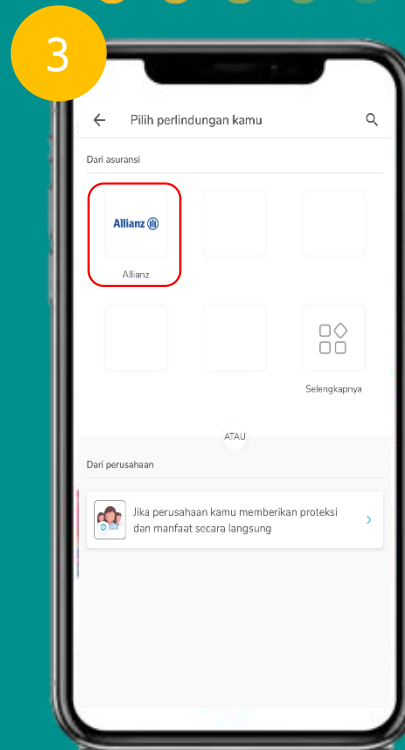 3
Pilih perlindungan kamu
Dari asuransi
Allianz
Allianz
Selengkapnya
ATAU
Dari perusahaan
Jika perusahaan kamu memberikan proteksi
dan manfaat secara langsung